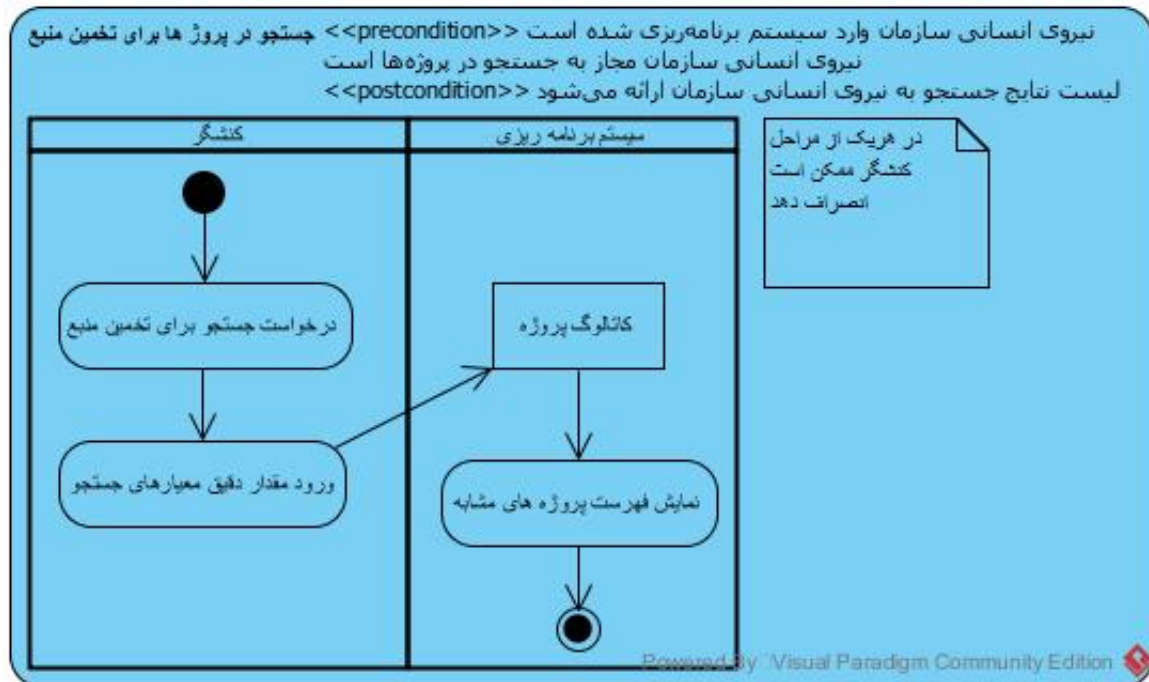 جستجو در پروژ ها برای تخمین منبع <<precondition>> نیروی انسانی سازمان وارد سیستم برنامه‌ریزی شده است
نیروی انسانی سازمان مجاز به جستجو در پروژه‌ها است
<<postcondition>> لیست نتایج جستجو به نیروی انسانی سازمان ارائه می‌شود
کنشگر
سیستم برنامه ریزی
در هریک از مراحل
کنشگر ممکن است
انصراف دهد
درخواست جستجو برای تخمین منبع
کاتالوگ پروژه
ورود مقدار دقیق معیارهای جستجو
نمایش فهرست پروژه های مشابه
Powered By Visual Paradigm Community Edition